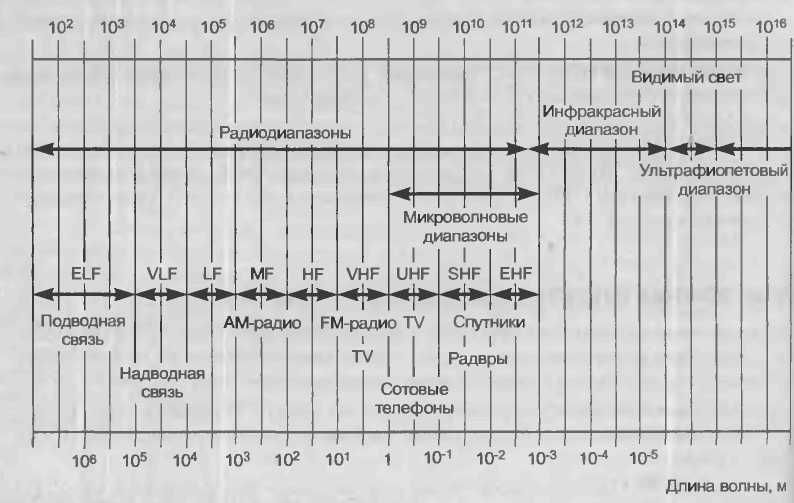 10² 10³ 10⁴ 10⁵ 10⁶ 10⁷ 10⁸ 10⁹ 10¹⁰ 10¹¹ 10¹² 10¹³ 10¹⁴ 10¹⁵ 10¹⁶
Видимый свет
Инфракрасный
диапазон
Радиодиапазоны
Ультрафиопетовый
диапазон
Микроволновые
диапазоны
ELF VLF LF MF HF VHF UHF SHF EHF
Подводная
связь
АМ-радио FM-радио TV Спутники
TV Радвры
Надводная
связь
Сотовые
телефоны
10⁶ 10⁵ 10⁴ 10³ 10² 10¹ 1 10⁻¹ 10⁻² 10⁻³ 10⁻⁴ 10⁻⁵
Длина волны, м